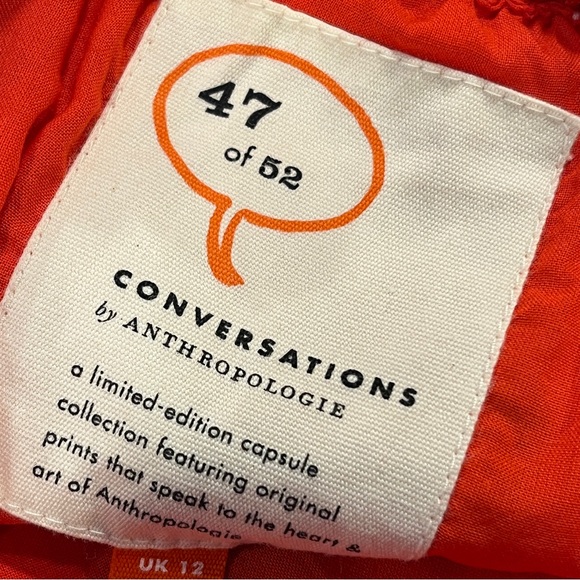 47
of 52
CONVERSATIONS
by ANTHROPOLOGIE
a limited-edition capsule
collection featuring original
prints that speak to the heart &
art of Anthropologie
UK 12